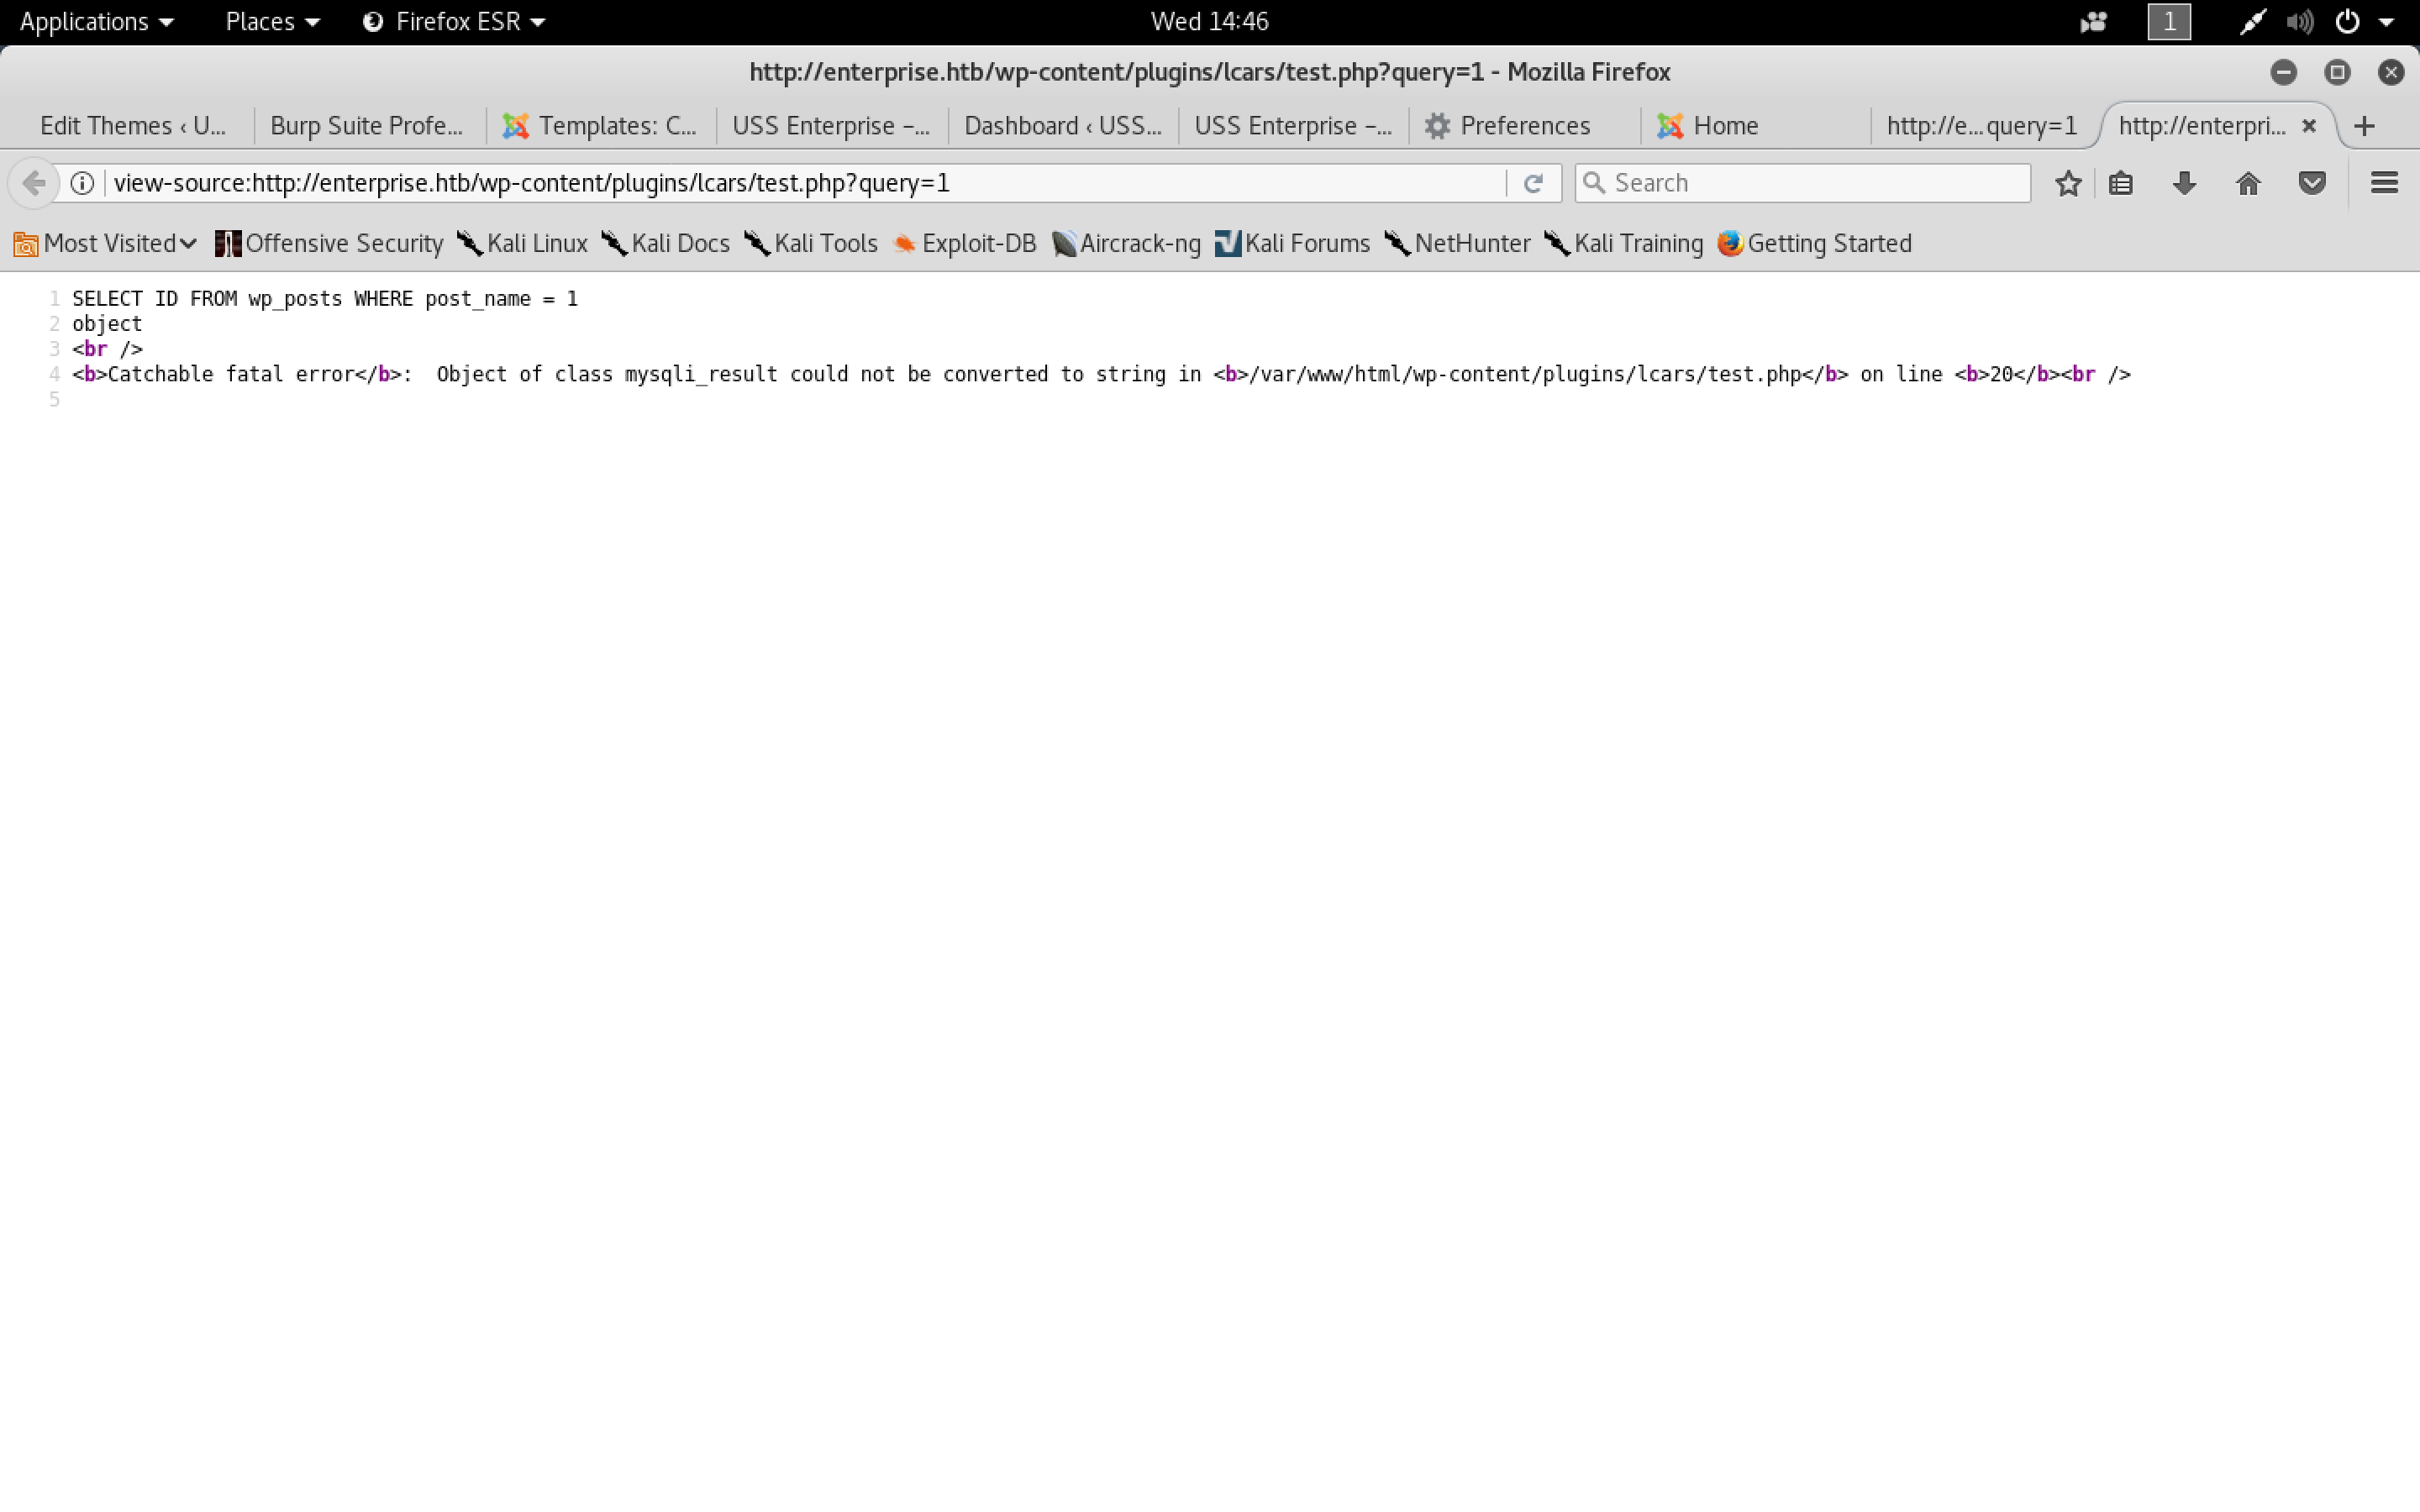 Applications Places Firefox ESR Wed 14:46 1
http://enterprise.htb/wp-content/plugins/lcars/test.php?query=1 - Mozilla Firefox
Edit Themes ‹ U... Burp Suite Profe... Templates: C... USS Enterprise –... Dashboard ‹ USS... USS Enterprise –... Preferences Home http://e...query=1 http://enterpri...
view-source:http://enterprise.htb/wp-content/plugins/lcars/test.php?query=1 Search
Most Visited Offensive Security Kali Linux Kali Docs Kali Tools Exploit-DB Aircrack-ng Kali Forums NetHunter Kali Training Getting Started
1 SELECT ID FROM wp_posts WHERE post_name = 1
2 object
3 <br />
4 <b>Catchable fatal error</b>:  Object of class mysqli_result could not be converted to string in <b>/var/www/html/wp-content/plugins/lcars/test.php</b> on line <b>20</b><br />
5